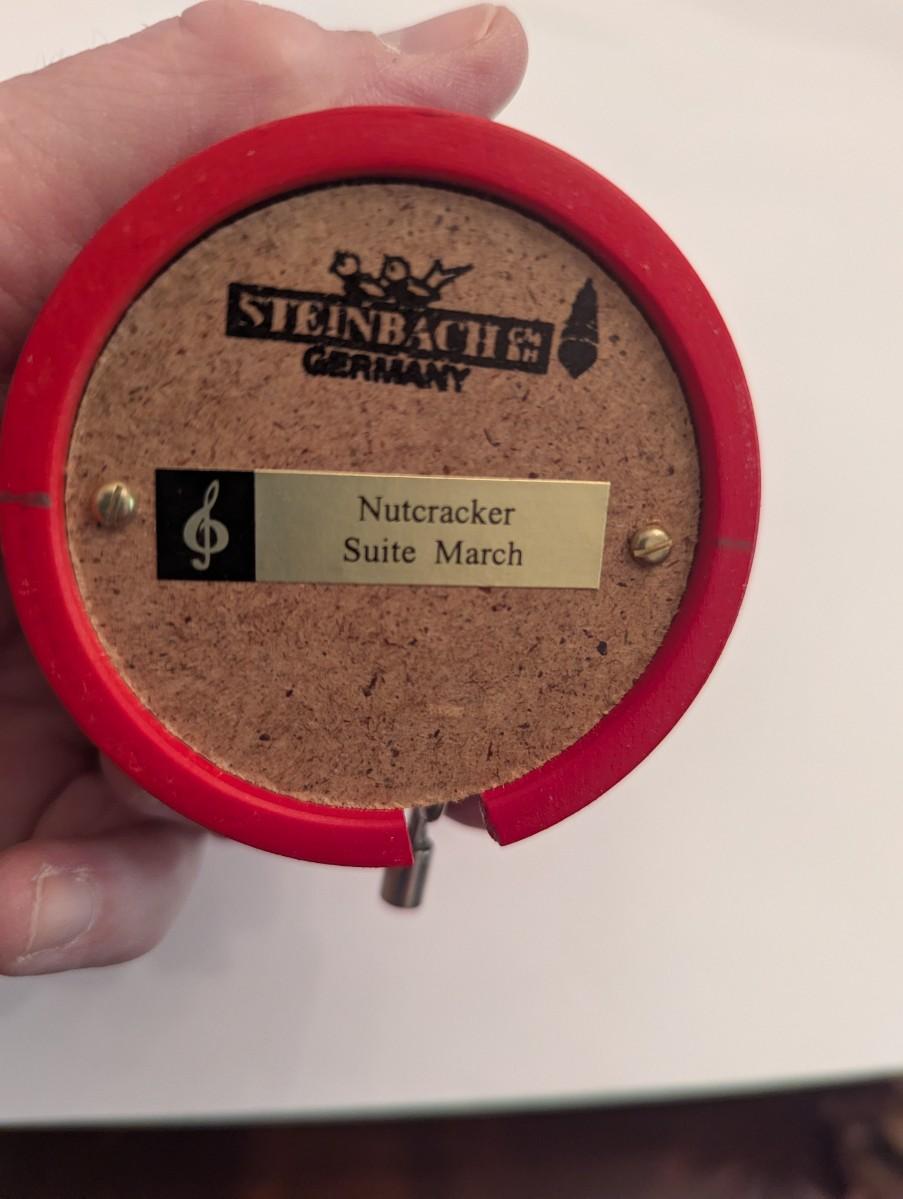 STEINBACH GMBH
GERMANY
Nutcracker
Suite March